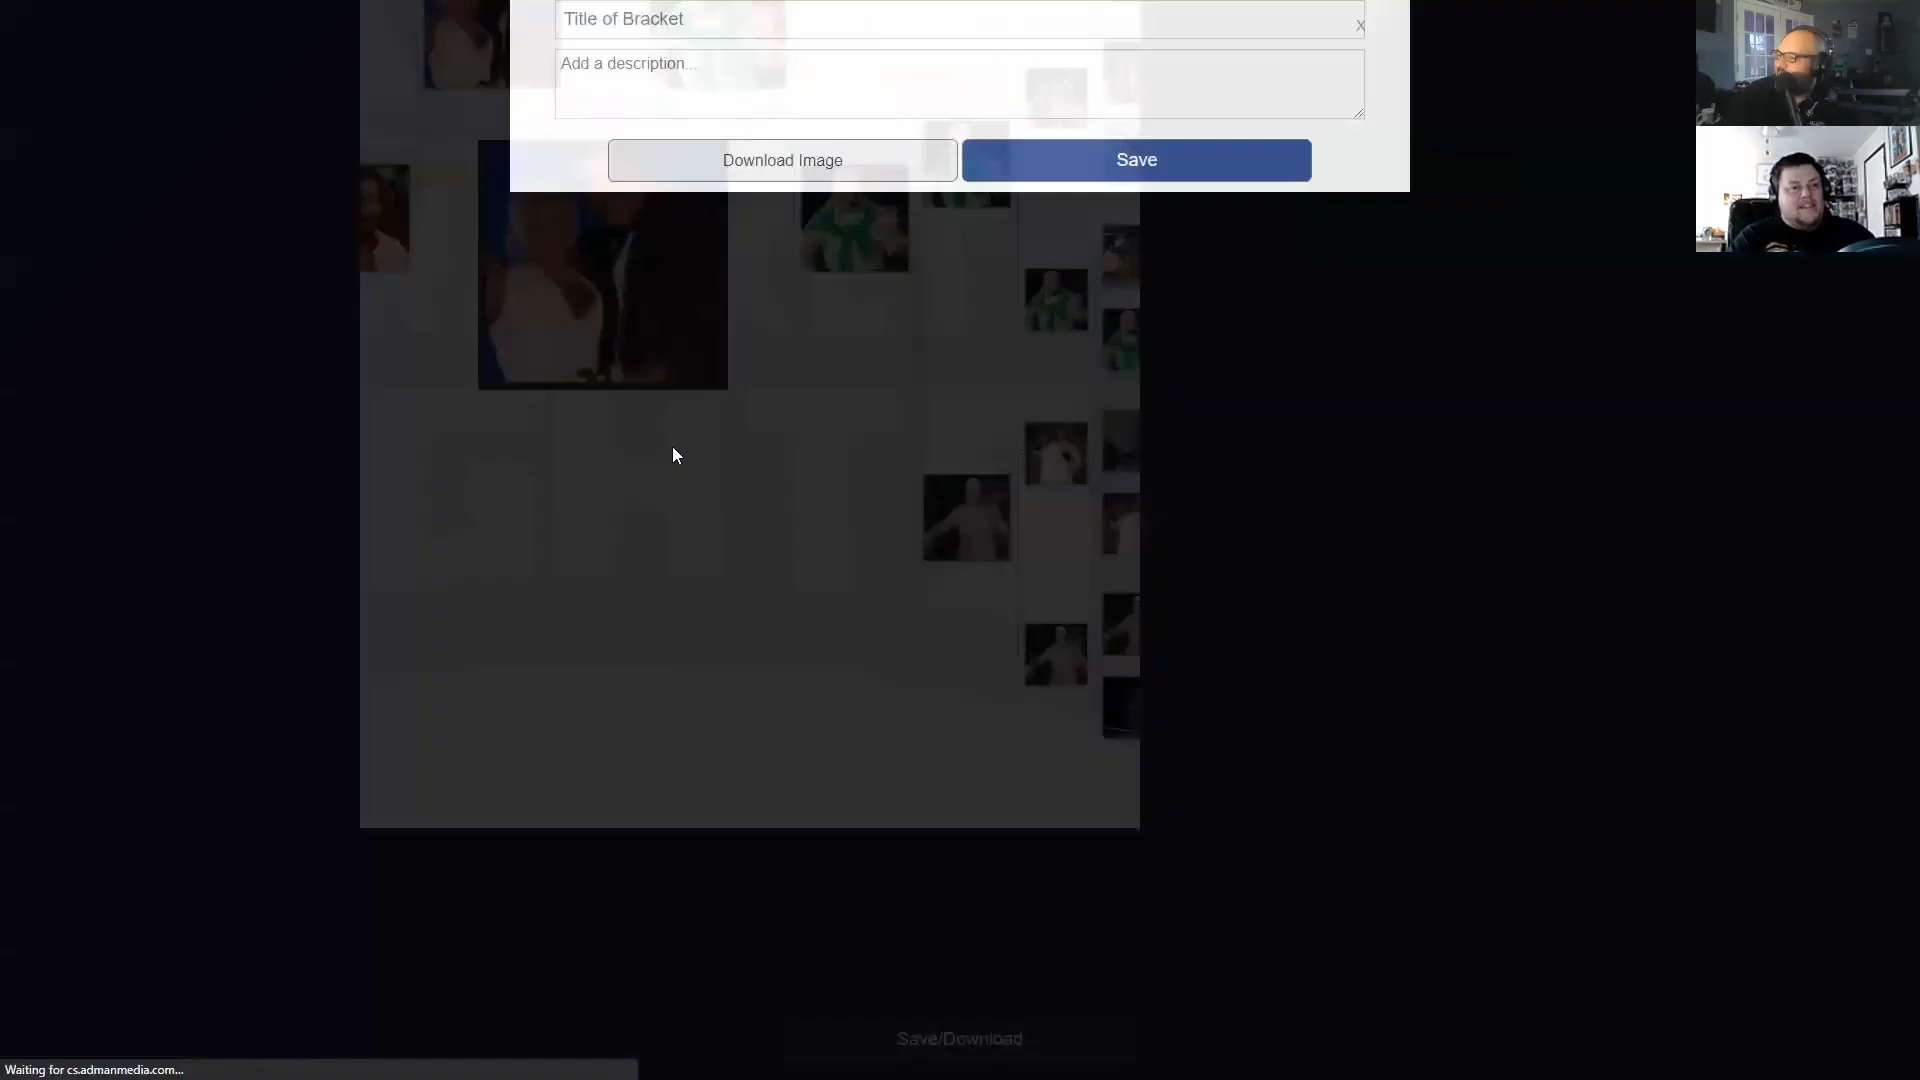 Title of Bracket
X
Add a description...
Download Image
Save
Save/Download
Waiting for cs.admanmedia.com...